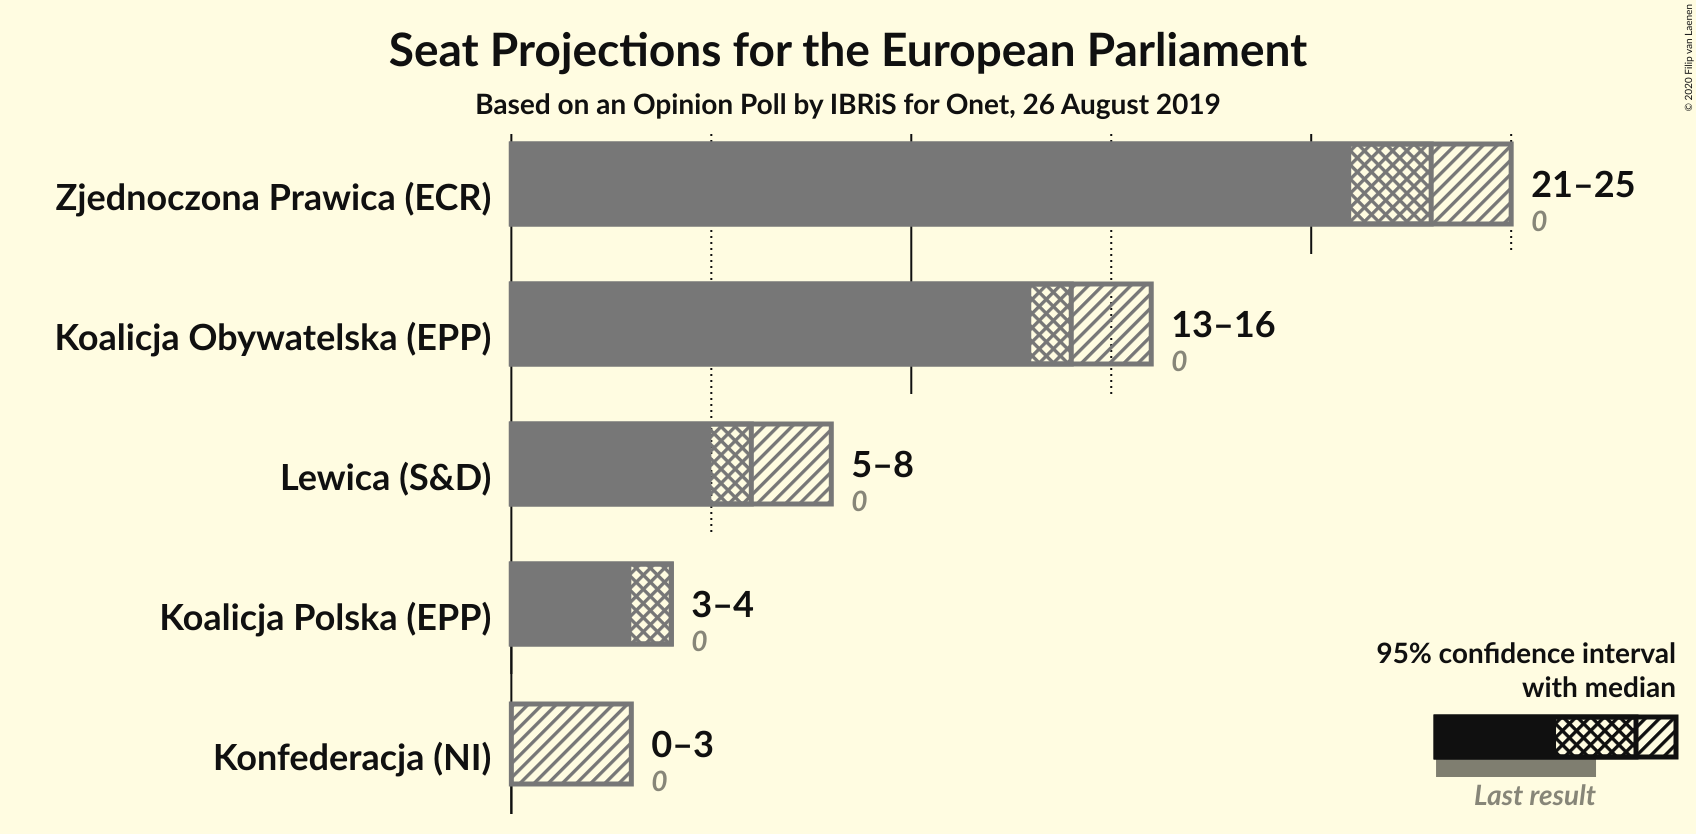 Seat Projections for the European Parliament
Based on an Opinion Poll by IBRiS for Onet, 26 August 2019
© 2020 Filip van Laenen
Zjednoczona Prawica (ECR)
21–25
0
Koalicja Obywatelska (EPP)
13–16
0
Lewica (S&D)
5–8
0
Koalicja Polska (EPP)
3–4
0
Konfederacja (NI)
0–3
0
95% confidence interval
with median
Last result